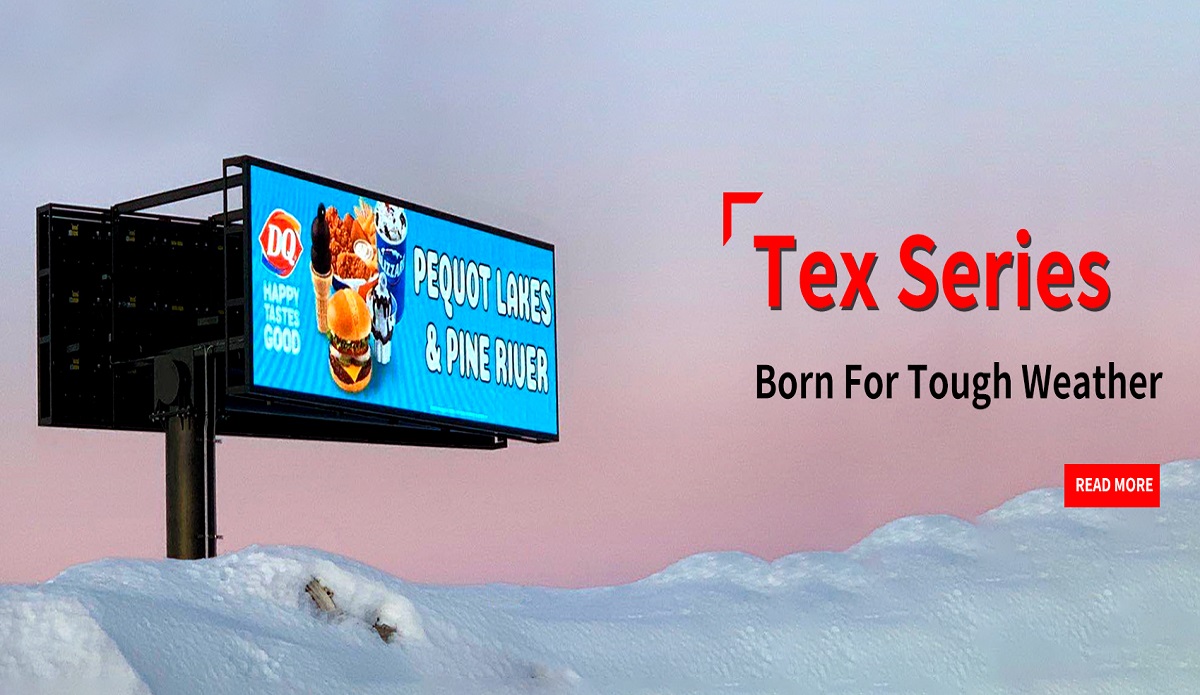 DQ
HAPPY
TASTES
GOOD
PEQUOT LAKES
& PINE RIVER
Tex Series
Born For Tough Weather
READ MORE